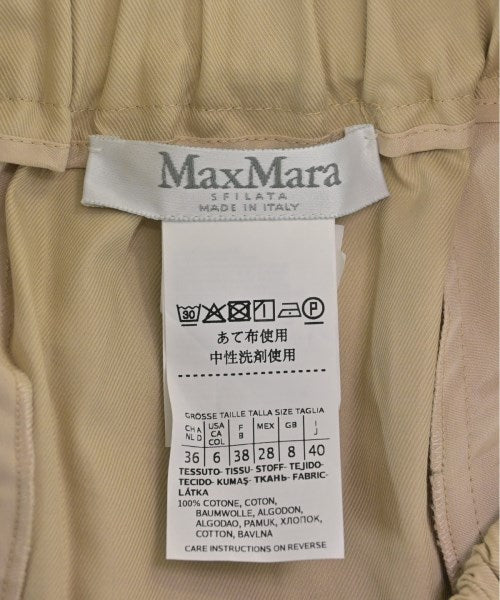 MaxMara
SFILATA
MADE IN ITALY
30 P
あて布使用
中性洗剤使用
GRÖSSE TAILLE TALLA SIZE TAGLIA
CH A NL D USA CA CO F B MEX GB I J
36 6 38 28 8 40
TESSUTO- TISSU- STOFF- TEJIDO-
TECIDO- KUMAŞ- ТКАНЬ- FABRIC-
LÁTKA
100% COTONE, COTON,
BAUMWOLLE, ALGODON,
ALGODAO, PAMUK, ХЛОПОК,
COTTON, BAVLNA
CARE INSTRUCTIONS ON REVERSE